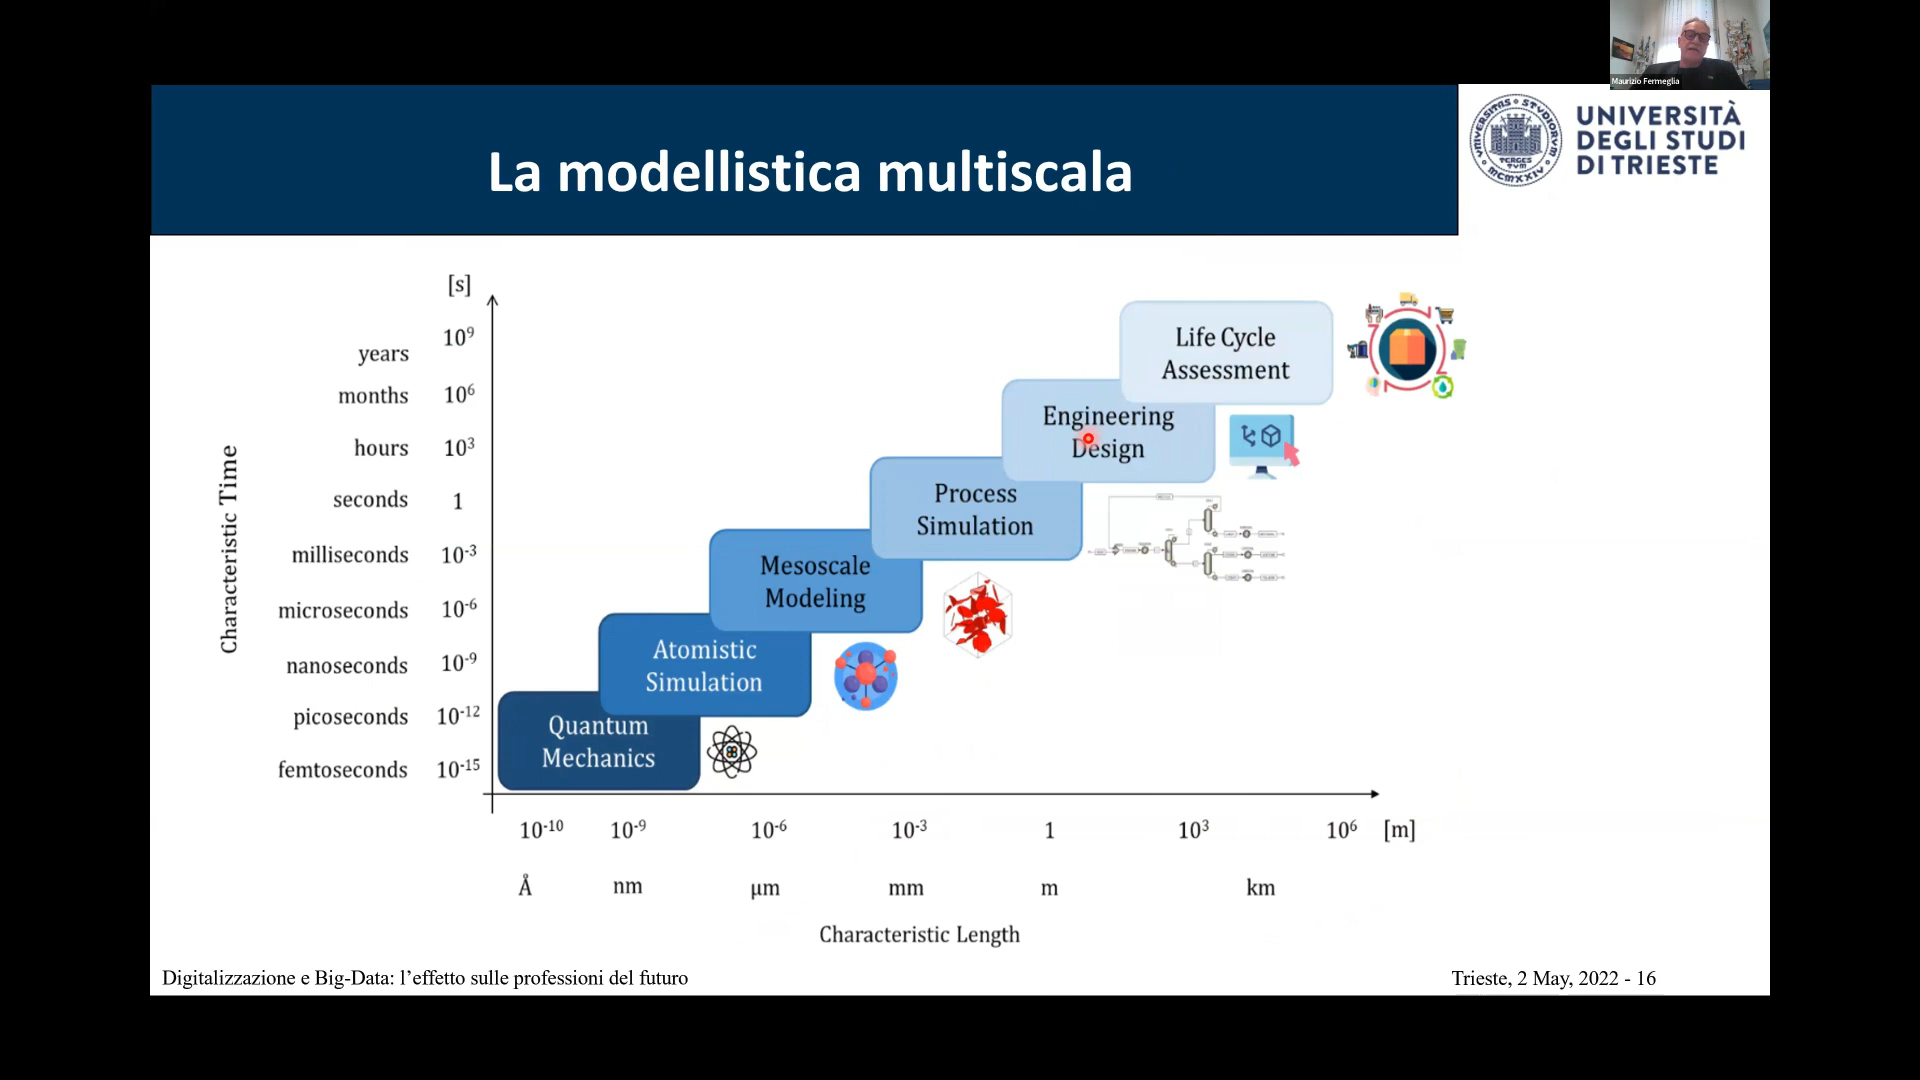 Maurizio Fermeglia
La modellistica multiscala
UNIVERSITÀ
DEGLI STUDI
DI TRIESTE
[s]
years 10⁹
months 10⁶
hours 10³
seconds 1
milliseconds 10⁻³
microseconds 10⁻⁶
nanoseconds 10⁻⁹
picoseconds 10⁻¹²
femtoseconds 10⁻¹⁵
Characteristic Time
Life Cycle
Assessment
Engineering
Design
Process
Simulation
Mesoscale
Modeling
Atomistic
Simulation
Quantum
Mechanics
10⁻¹⁰ 10⁻⁹ 10⁻⁶ 10⁻³ 1 10³ 10⁶ [m]
Å nm µm mm m km
Characteristic Length
Digitalizzazione e Big-Data: l’effetto sulle professioni del futuro
Trieste, 2 May, 2022 - 16